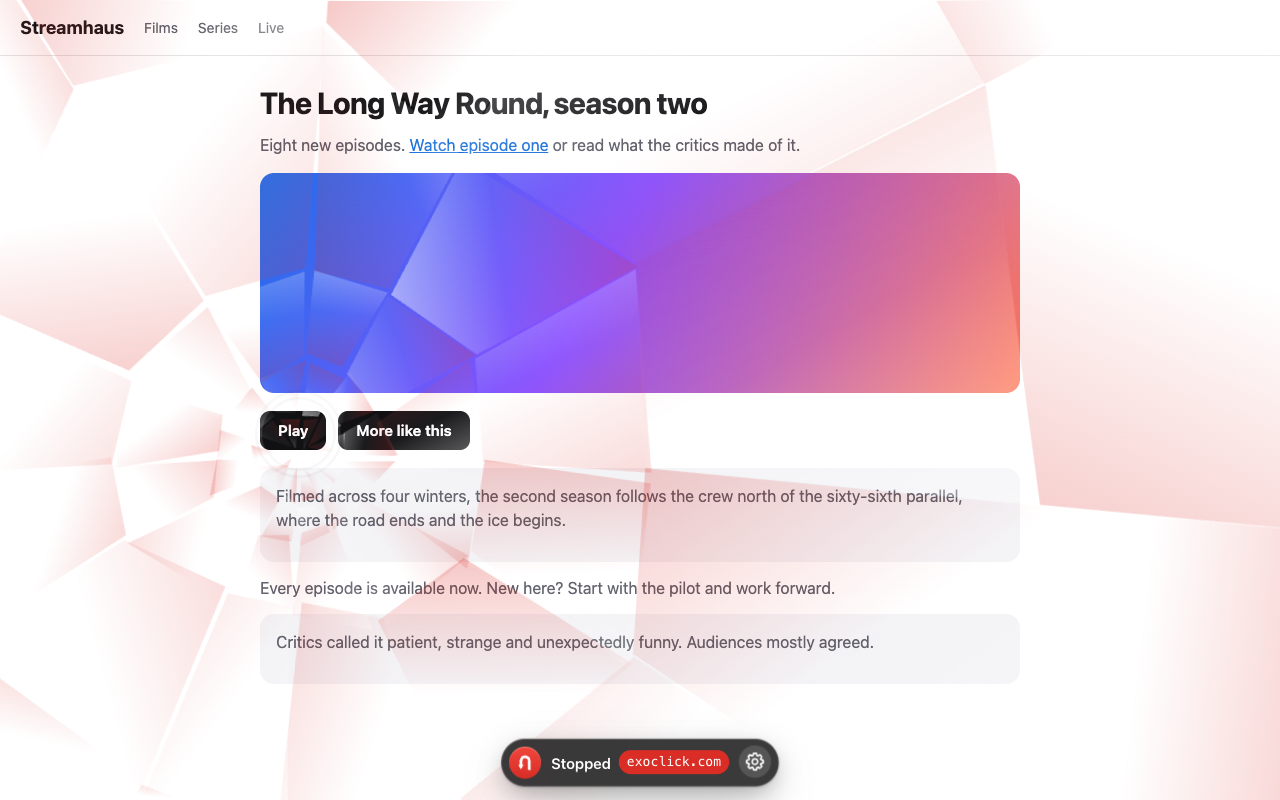 Streamhaus Films Series Live
The Long Way Round, season two
Eight new episodes. Watch episode one or read what the critics made of it.
Play More like this
Filmed across four winters, the second season follows the crew north of the sixty-sixth parallel,
where the road ends and the ice begins.
Every episode is available now. New here? Start with the pilot and work forward.
Critics called it patient, strange and unexpectedly funny. Audiences mostly agreed.
Stopped exoclick.com